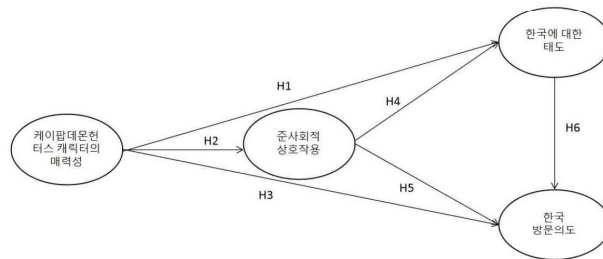 한국에 대한
태도
H1
H4
케이팝데몬헌
터스 캐릭터의
매력성
H2
준사회적
상호작용
H6
H3
H5
한국
방문의도